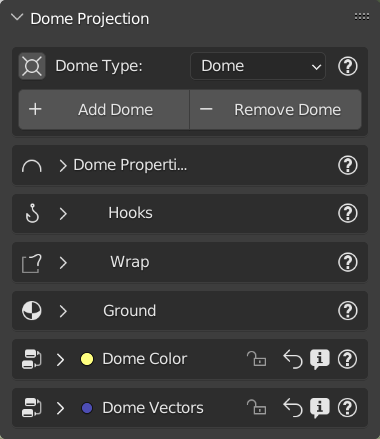 Dome Projection
Dome Type: Dome
+ Add Dome − Remove Dome
Dome Properti...
Hooks
Wrap
Ground
Dome Color
Dome Vectors